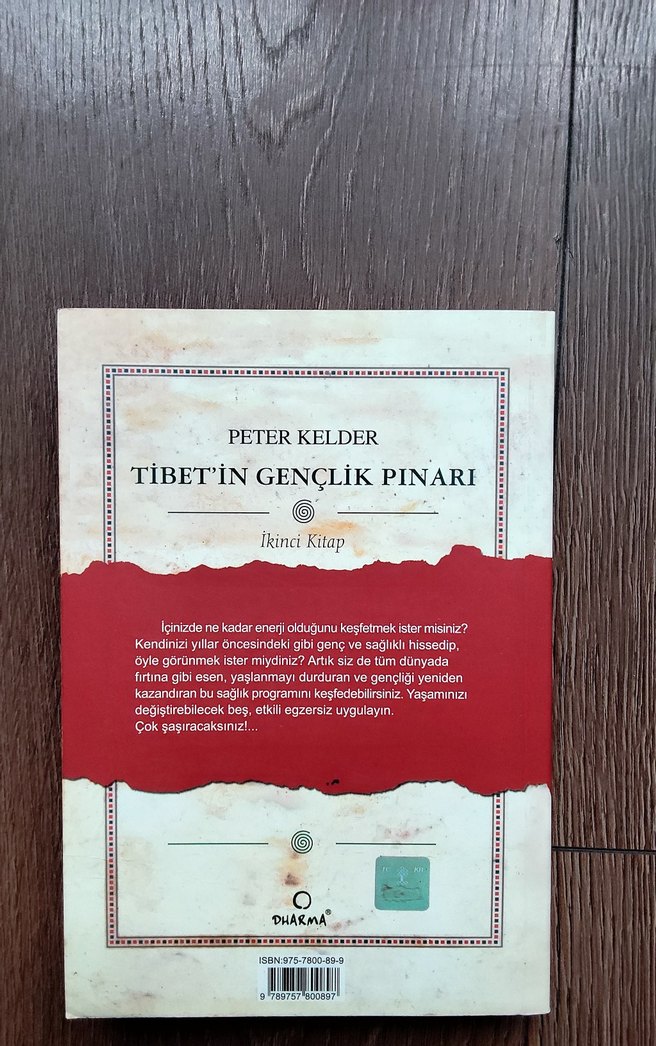 PETER KELDER
TİBET'İN GENÇLİK PINARI
İkinci Kitap
İçinizde ne kadar enerji olduğunu keşfetmek ister misiniz?
Kendinizi yıllar öncesindeki gibi genç ve sağlıklı hissedip,
öyle görünmek ister miydiniz? Artık siz de tüm dünyada
fırtına gibi esen, yaşlanmayı durduran ve gençliği yeniden
kazandıran bu sağlık programını keşfedebilirsiniz. Yaşamınızı
değiştirebilecek beş, etkili egzersiz uygulayın.
Çok şaşıracaksınız!...
DHARMA®
ISBN:975-7800-89-9
9 789757 800897